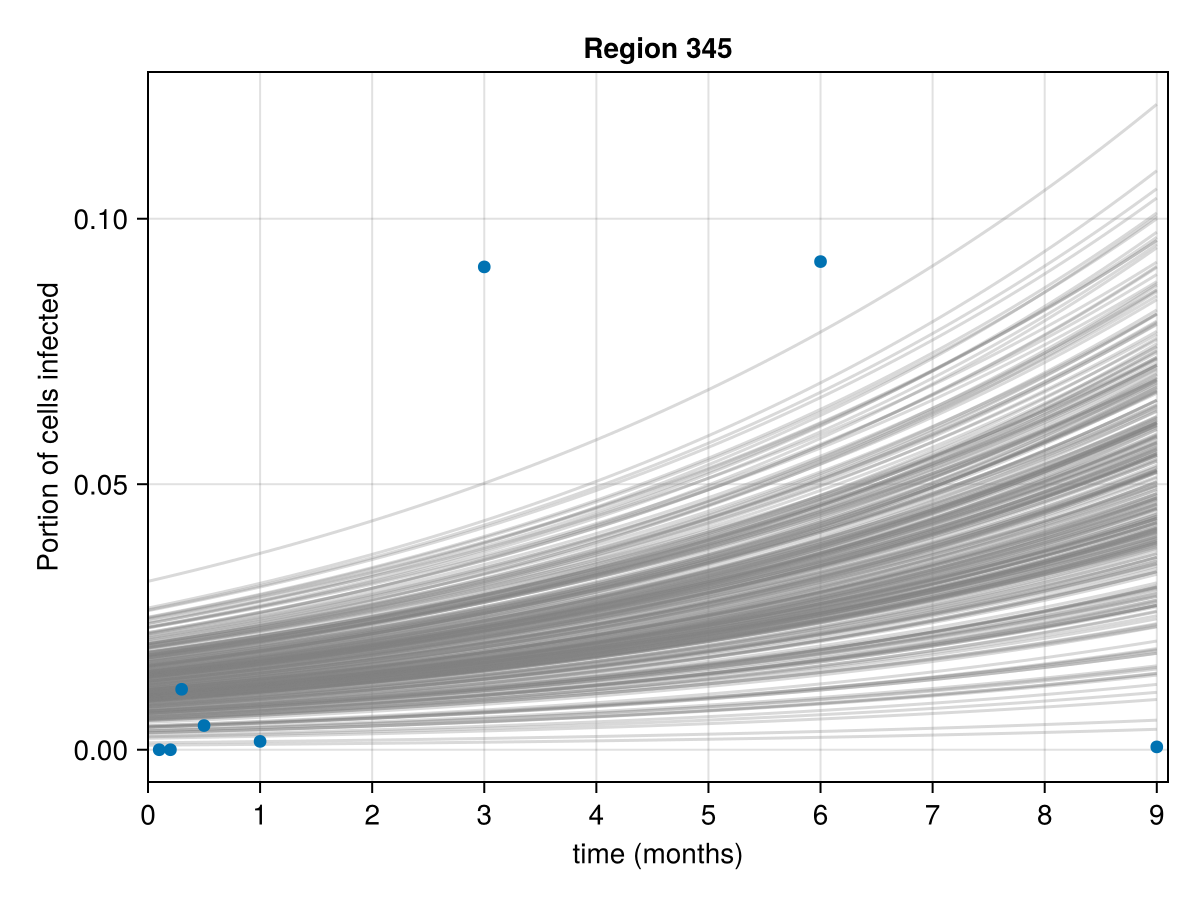 Region 345
Portion of cells infected
0.10
0.05
0.00
0 1 2 3 4 5 6 7 8 9
time (months)